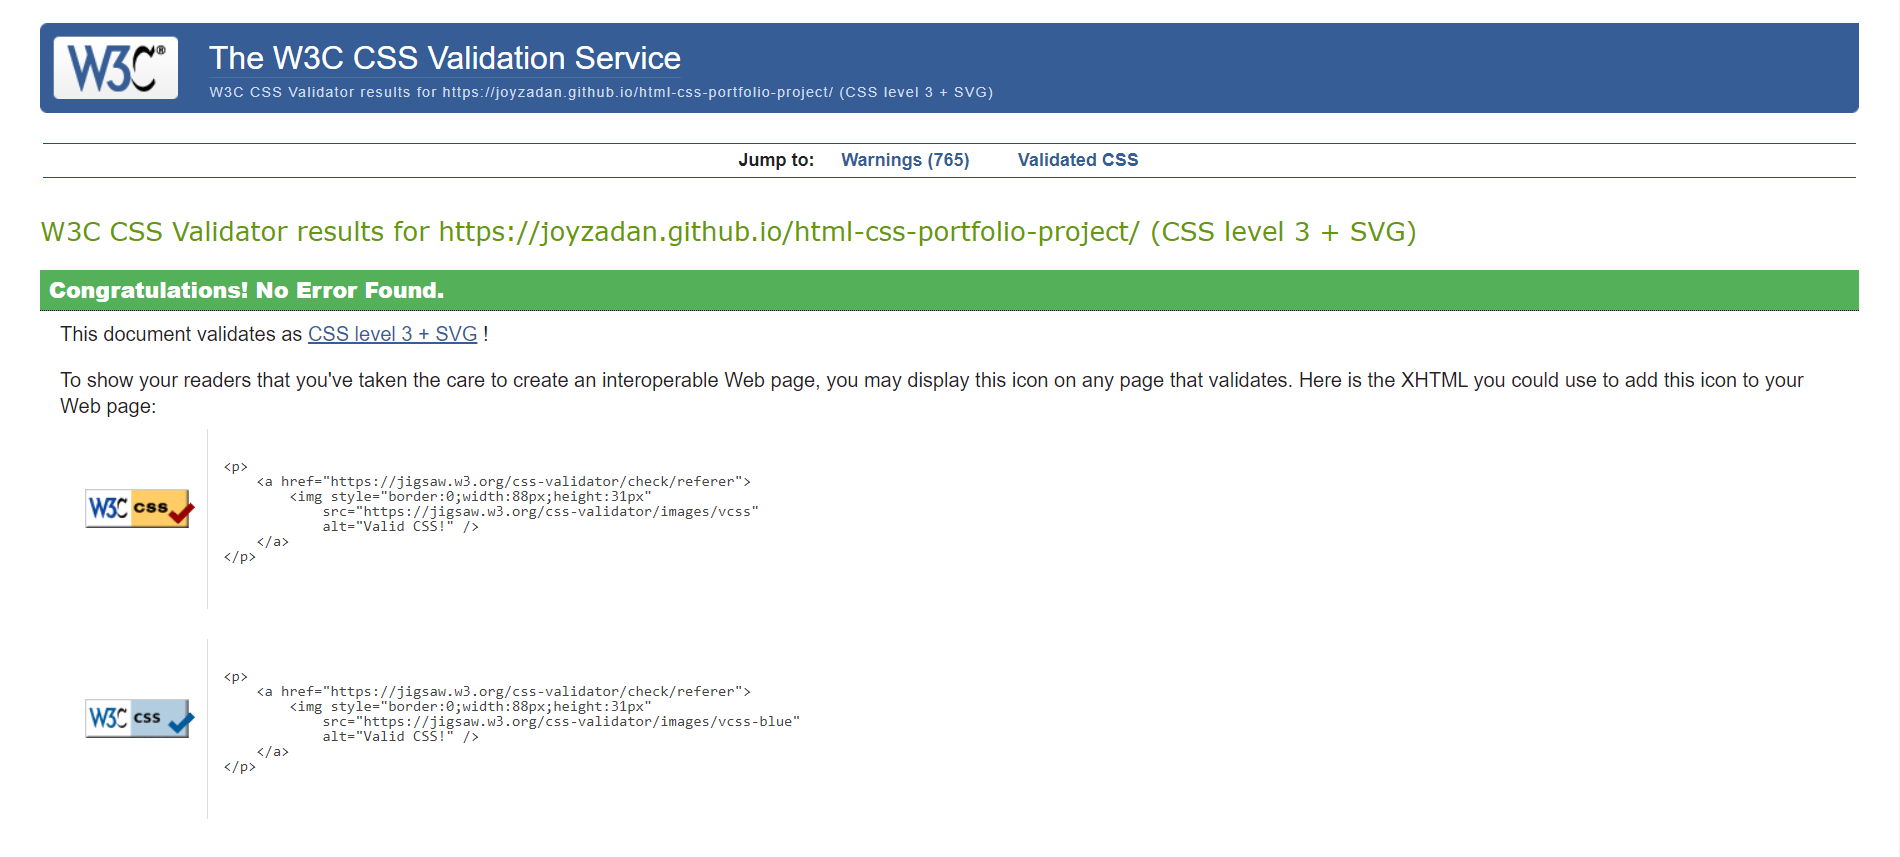 W3C®
The W3C CSS Validation Service
W3C CSS Validator results for https://joyzadan.github.io/html-css-portfolio-project/ (CSS level 3 + SVG)
Jump to: Warnings (765) Validated CSS
W3C CSS Validator results for https://joyzadan.github.io/html-css-portfolio-project/ (CSS level 3 + SVG)
Congratulations! No Error Found.
This document validates as CSS level 3 + SVG !
To show your readers that you've taken the care to create an interoperable Web page, you may display this icon on any page that validates. Here is the XHTML you could use to add this icon to your
Web page:
W3C css
<p>
    <a href="https://jigsaw.w3.org/css-validator/check/referer">
        <img style="border:0;width:88px;height:31px"
            src="https://jigsaw.w3.org/css-validator/images/vcss"
            alt="Valid CSS!" />
    </a>
</p>
W3C css
<p>
    <a href="https://jigsaw.w3.org/css-validator/check/referer">
        <img style="border:0;width:88px;height:31px"
            src="https://jigsaw.w3.org/css-validator/images/vcss-blue"
            alt="Valid CSS!" />
    </a>
</p>